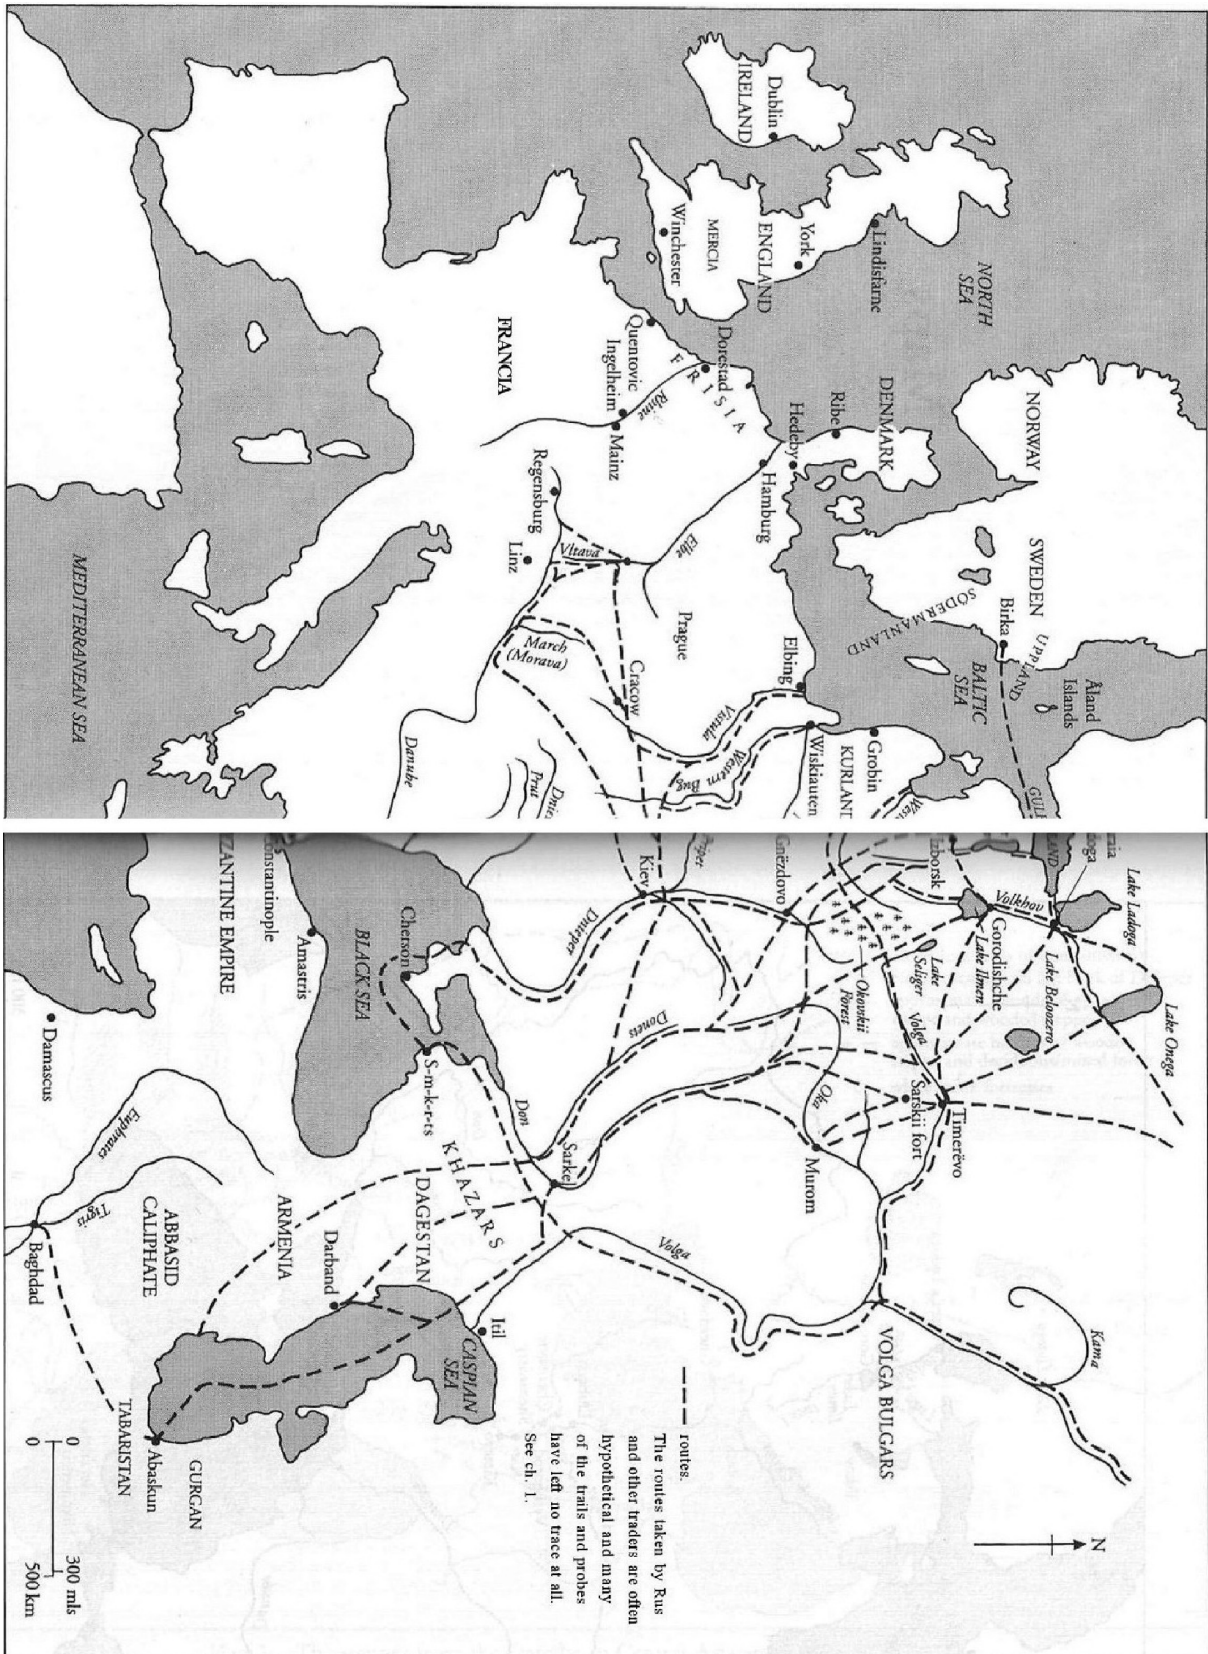 IRELAND
Dublin
Lindisfarne
York
ENGLAND
MERCIA
Winchester
NORTH
SEA
NORWAY
DENMARK
Ribe
Hedeby
Hamburg
Dorestad
FRISIA
Quentovic
Ingelheim
Rhine
Mainz
FRANCIA
Regensburg
Linz
Vltava
Elbe
Prague
March
(Morava)
Cracow
SWEDEN
UPPLAND
Birka
SÖDERMANLAND
Åland
Islands
BALTIC
SEA
Elbing
Vistula
Western Bug
Wiskiauten
KURLAND
Grobin
Danube
Prut
MEDITERRANEAN SEA
Lake Ladoga
Lake Onega
Volkhov
Izborsk
Gorodishche
Lake Ilmen
Lake Beloozero
Lake
Seliger
Volga
Okovskii
Forest
Gnëzdovo
Kiev
Dnieper
Donets
Oka
Sarskii fort
Timerëvo
Murom
Cherson
BLACK SEA
Amastris
S-m-k-r-ts
Don
Sarkel
KHAZARS
DAGESTAN
Darband
ARMENIA
Damascus
Euphrates
Tigris
ABBASID
CALIPHATE
Baghdad
Volga
Itil
CASPIAN
SEA
VOLGA BULGARS
Kama
TABARISTAN
Abaskun
GURGAN
N
routes.
The routes taken by Rus
and other traders are often
hypothetical and many
of the trails and probes
have left no trace at all.
See ch. 1.
0 300 mls
0 500 km